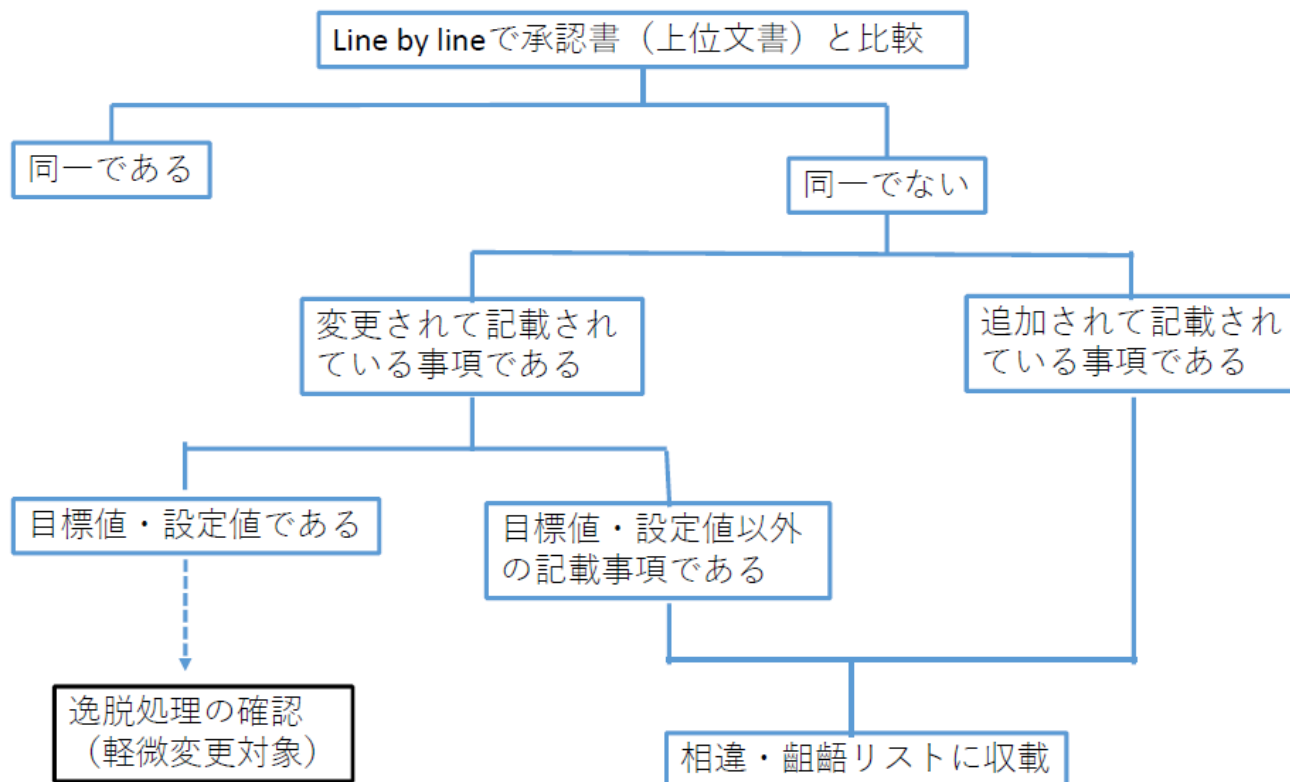 Line by lineで承認書（上位文書）と比較
同一である
同一でない
変更されて記載され
ている事項である
追加されて記載され
ている事項である
目標値・設定値である
目標値・設定値以外
の記載事項である
逸脱処理の確認
（軽微変更対象）
相違・齟齬リストに収載